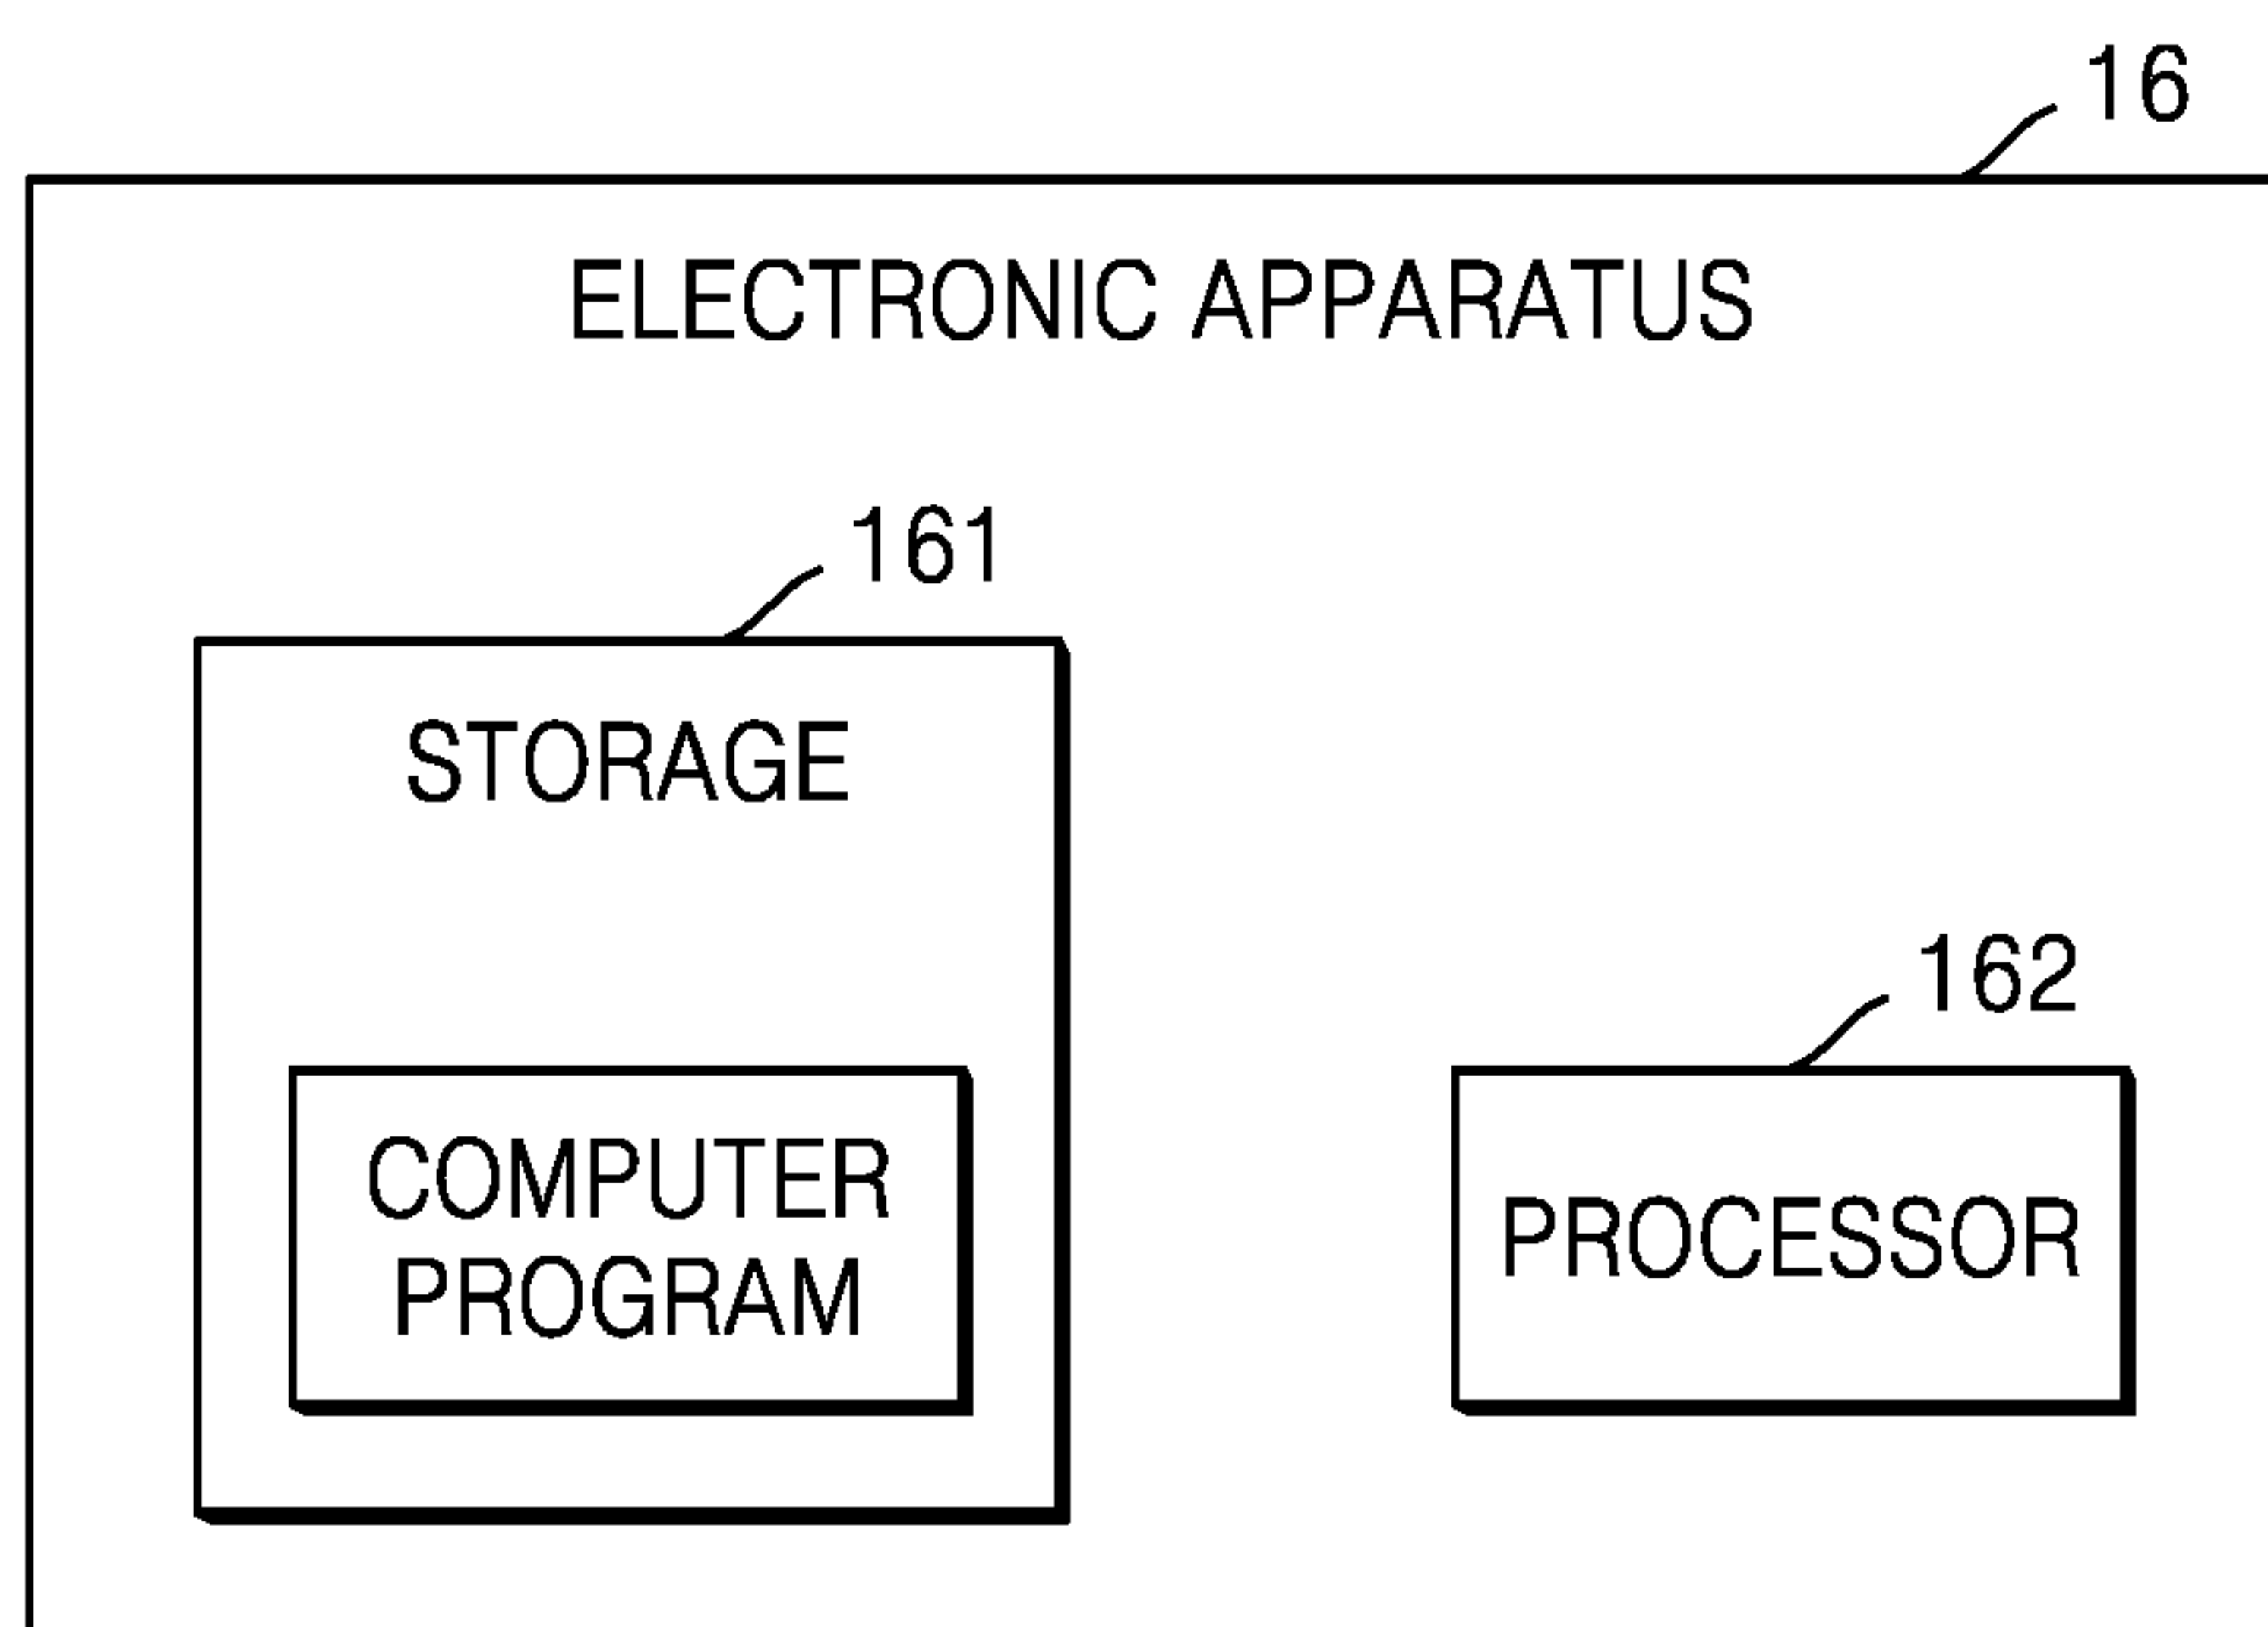 16
ELECTRONIC APPARATUS
161
STORAGE
COMPUTER
PROGRAM
162
PROCESSOR